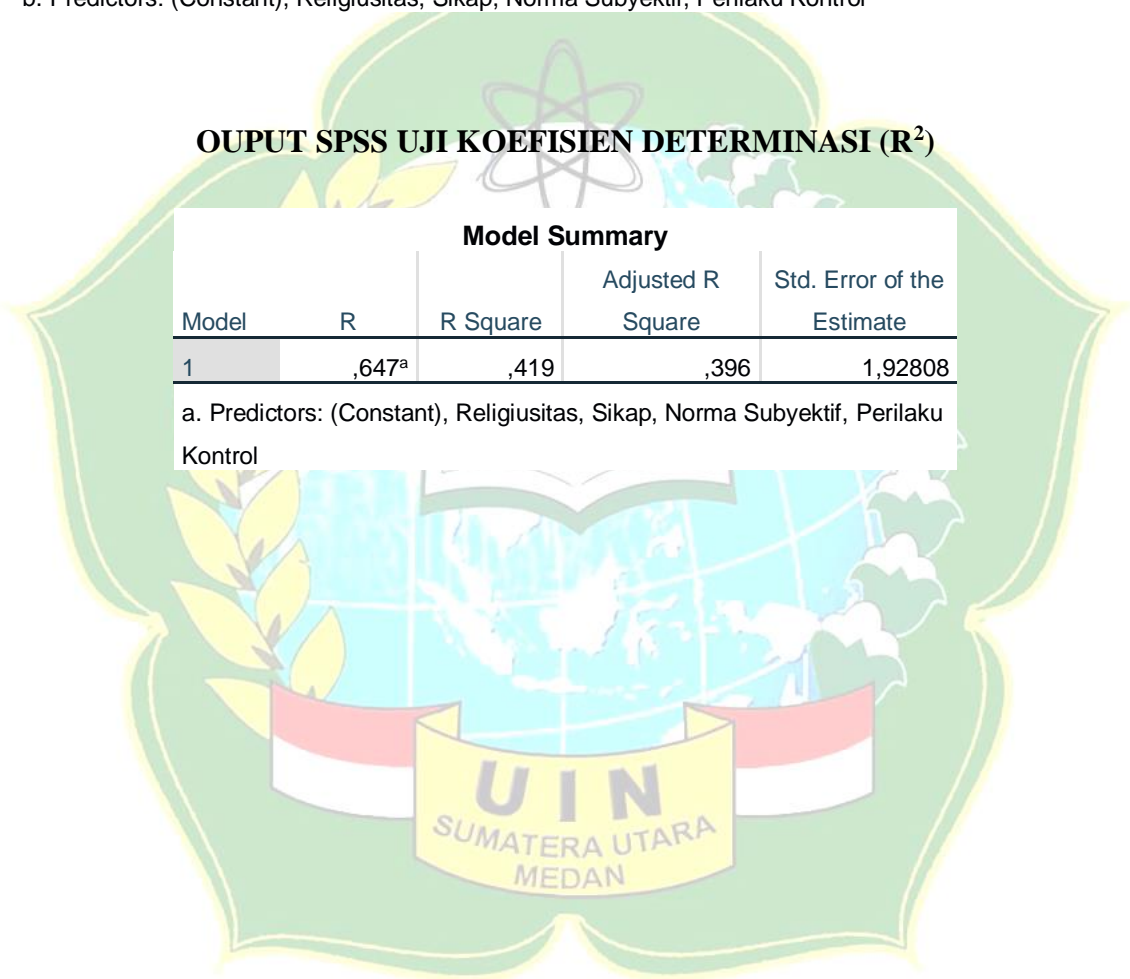 b. Predictors: (Constant), Religiusitas, Sikap, Norma Subyektif, Perilaku Kontrol
OUPUT SPSS UJI KOEFISIEN DETERMINASI (R²)
Model Summary
Model R R Square Adjusted R Square Std. Error of the Estimate
1 ,647ᵃ ,419 ,396 1,92808
a. Predictors: (Constant), Religiusitas, Sikap, Norma Subyektif, Perilaku
Kontrol
UIN
SUMATERA UTARA
MEDAN